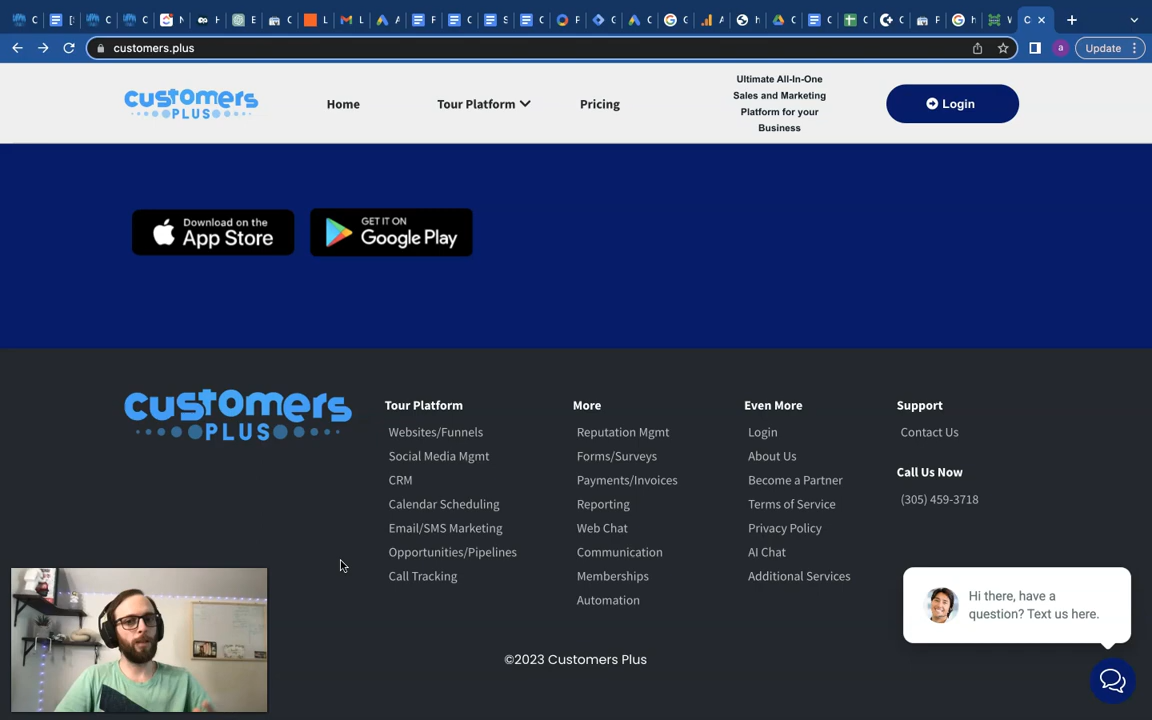 customers.plus
Update
a
customers
PLUS
Home
Tour Platform
Pricing
Ultimate All-In-One
Sales and Marketing
Platform for your
Business
Login
Download on the
App Store
GET IT ON
Google Play
customers
PLUS
Tour Platform
Websites/Funnels
Social Media Mgmt
CRM
Calendar Scheduling
Email/SMS Marketing
Opportunities/Pipelines
Call Tracking
More
Reputation Mgmt
Forms/Surveys
Payments/Invoices
Reporting
Web Chat
Communication
Memberships
Automation
Even More
Login
About Us
Become a Partner
Terms of Service
Privacy Policy
AI Chat
Additional Services
Support
Contact Us
Call Us Now
(305) 459-3718
Hi there, have a
question? Text us here.
©2023 Customers Plus